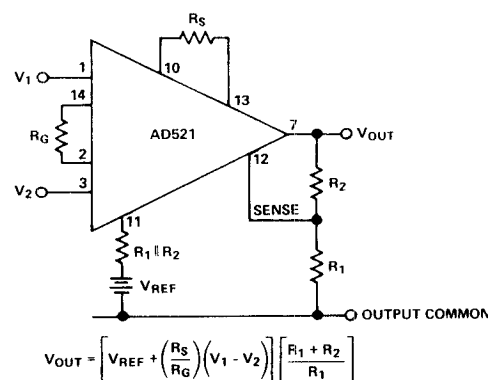 R_S
10
13
V_1
1
14
R_G
2
AD521
V_2
3
7
V_OUT
12
SENSE
R_2
11
R_1 ∥ R_2
R_1
V_REF
OUTPUT COMMON
V_OUT = [V_REF + (R_S/R_G)(V_1 - V_2)] [(R_1 + R_2)/R_1]